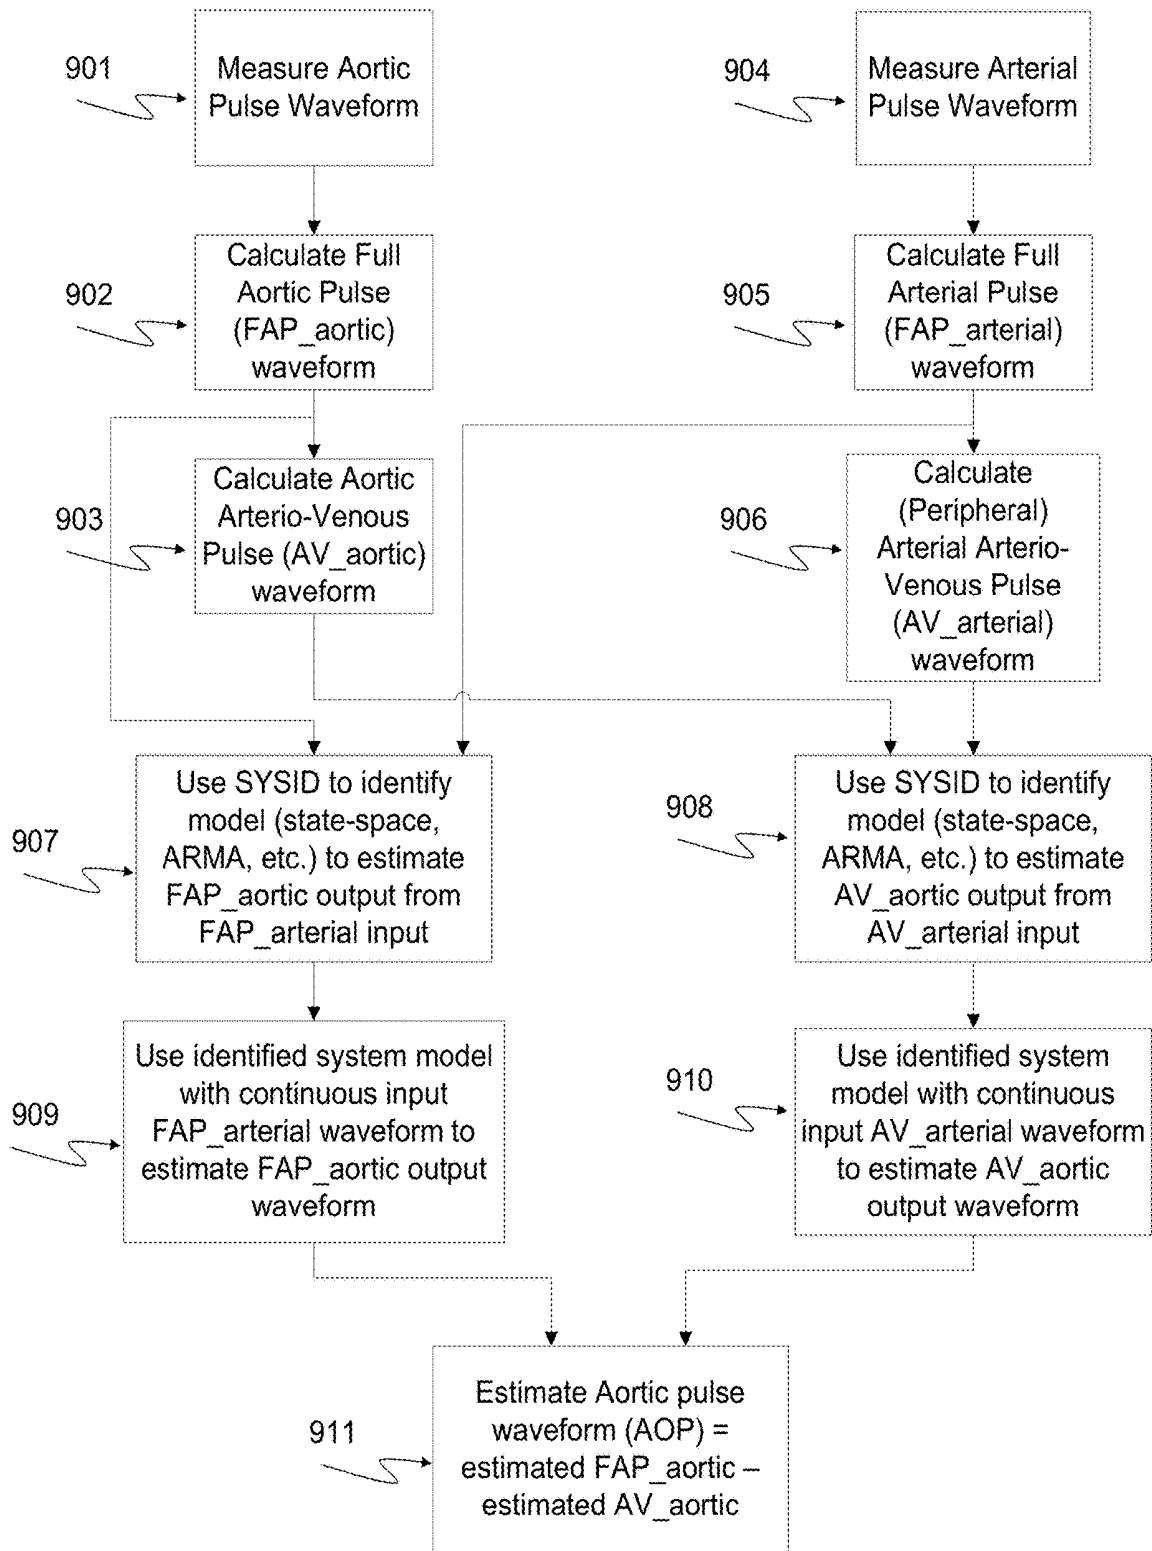 901
Measure Aortic
Pulse Waveform
904
Measure Arterial
Pulse Waveform
902
Calculate Full
Aortic Pulse
(FAP_aortic)
waveform
905
Calculate Full
Arterial Pulse
(FAP_arterial)
waveform
903
Calculate Aortic
Arterio-Venous
Pulse (AV_aortic)
waveform
906
Calculate
(Peripheral)
Arterial Arterio-
Venous Pulse
(AV_arterial)
waveform
907
Use SYSID to identify
model (state-space,
ARMA, etc.) to estimate
FAP_aortic output from
FAP_arterial input
908
Use SYSID to identify
model (state-space,
ARMA, etc.) to estimate
AV_aortic output from
AV_arterial input
909
Use identified system model
with continuous input
FAP_arterial waveform to
estimate FAP_aortic output
waveform
910
Use identified system
model with continuous
input AV_arterial waveform
to estimate AV_aortic
output waveform
911
Estimate Aortic pulse
waveform (AOP) =
estimated FAP_aortic –
estimated AV_aortic